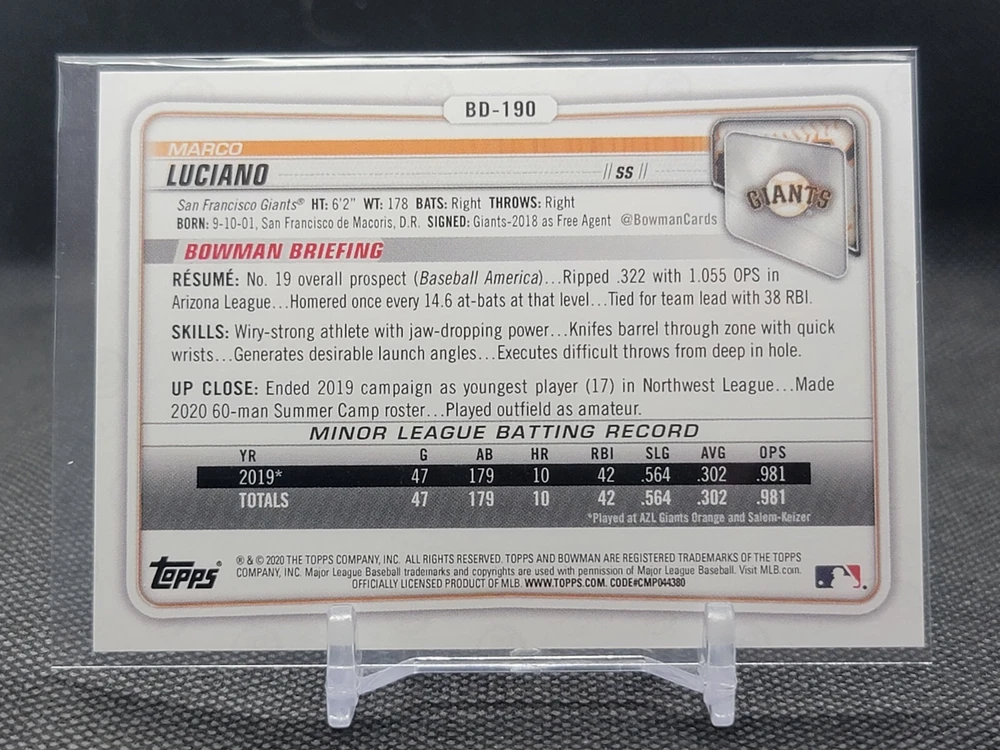 BD-190
MARCO
LUCIANO // SS //
GIANTS
San Francisco Giants® HT: 6'2" WT: 178 BATS: Right THROWS: Right
BORN: 9-10-01, San Francisco de Macoris, D.R. SIGNED: Giants-2018 as Free Agent @BowmanCards
BOWMAN BRIEFING
RÉSUMÉ: No. 19 overall prospect (Baseball America)...Ripped .322 with 1.055 OPS in
Arizona League...Homered once every 14.6 at-bats at that level...Tied for team lead with 38 RBI.
SKILLS: Wiry-strong athlete with jaw-dropping power...Knifes barrel through zone with quick
wrists...Generates desirable launch angles...Executes difficult throws from deep in hole.
UP CLOSE: Ended 2019 campaign as youngest player (17) in Northwest League...Made
2020 60-man Summer Camp roster...Played outfield as amateur.
MINOR LEAGUE BATTING RECORD
YR G AB HR RBI SLG AVG OPS
2019* 47 179 10 42 .564 .302 .981
TOTALS 47 179 10 42 .564 .302 .981
*Played at AZL Giants Orange and Salem-Keizer
Topps®
® & © 2020 THE TOPPS COMPANY, INC. ALL RIGHTS RESERVED. TOPPS AND BOWMAN ARE REGISTERED TRADEMARKS OF THE TOPPS
COMPANY, INC. Major League Baseball trademarks and copyrights are used with permission of Major League Baseball. Visit MLB.com.
OFFICIALLY LICENSED PRODUCT OF MLB. WWW.TOPPS.COM. CODE#CMP044380